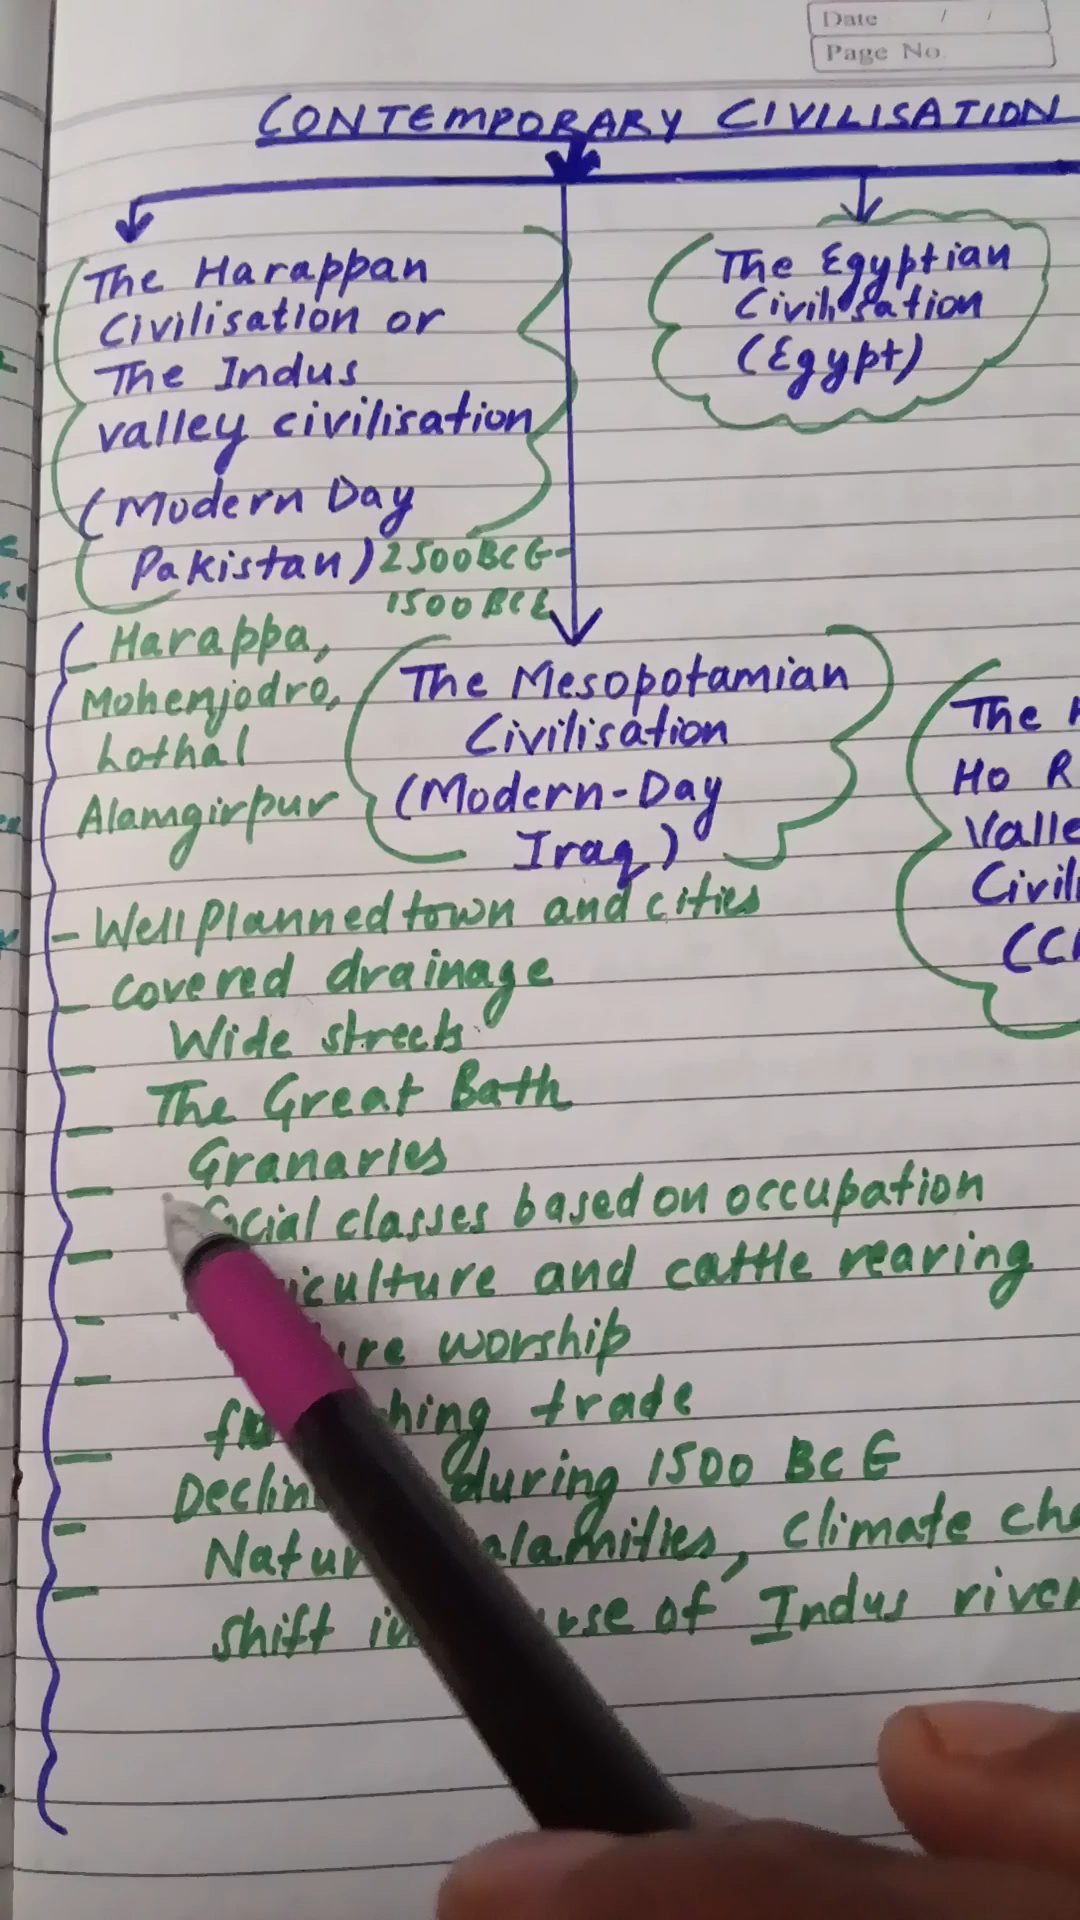 Date / /
Page No.
CONTEMPORARY CIVILISATION
The Harappan
Civilisation or
The Indus
valley civilisation
(Modern Day
Pakistan) 2500 BCE-
1500 BCE
The Egyptian
Civilisation
(Egypt)
Harappa,
Mohenjodro,
Lothal
Alamgirpur
The Mesopotamian
Civilisation
(Modern-Day
Iraq)
The
Ho R
Valle
Civil
(C
- Well Planned town and cities
- covered drainage
- Wide streets
- The Great Bath
- Granaries
- Social classes based on occupation
and cattle rearing
worship
trade
during 1500 BCE
Climate
shift of Indus river